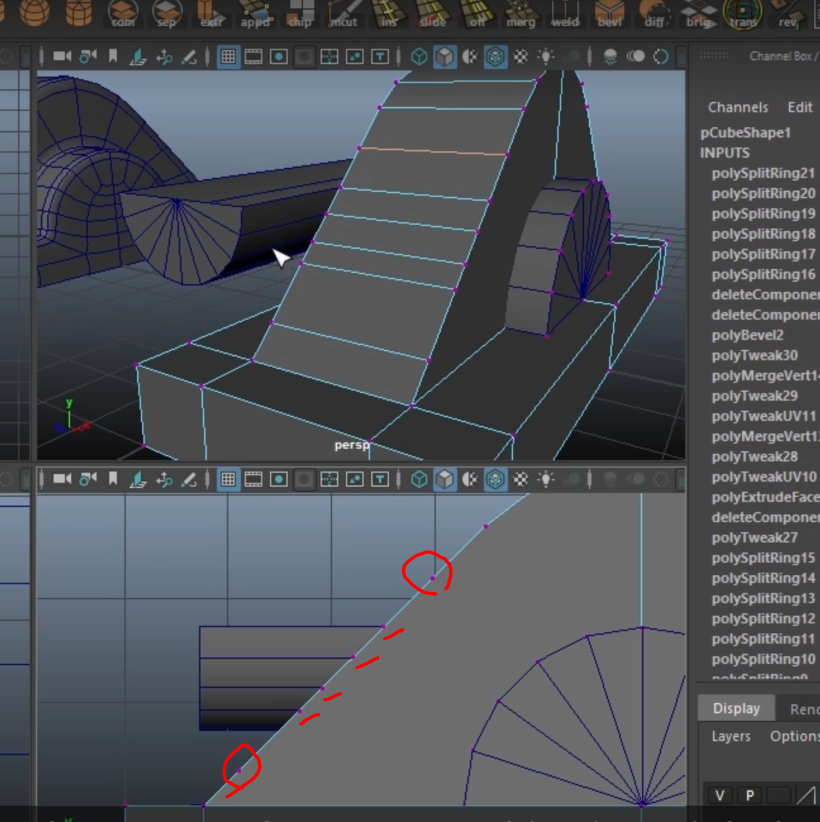 com sep extr appd chip mcut ins slide off merg weld bevl diff brig trans rev
Channel Box /
Channels Edit
pCubeShape1
INPUTS
polySplitRing21
polySplitRing20
polySplitRing19
polySplitRing18
polySplitRing17
polySplitRing16
deleteComponen
deleteComponen
polyBevel2
polyTweak30
polyMergeVert14
polyTweak29
polyTweakUV11
polyMergeVert13
polyTweak28
polyTweakUV10
polyExtrudeFace
deleteComponen
polyTweak27
polySplitRing15
polySplitRing14
polySplitRing13
polySplitRing12
polySplitRing11
polySplitRing10
y
persp
Display Rend
Layers Options
V P